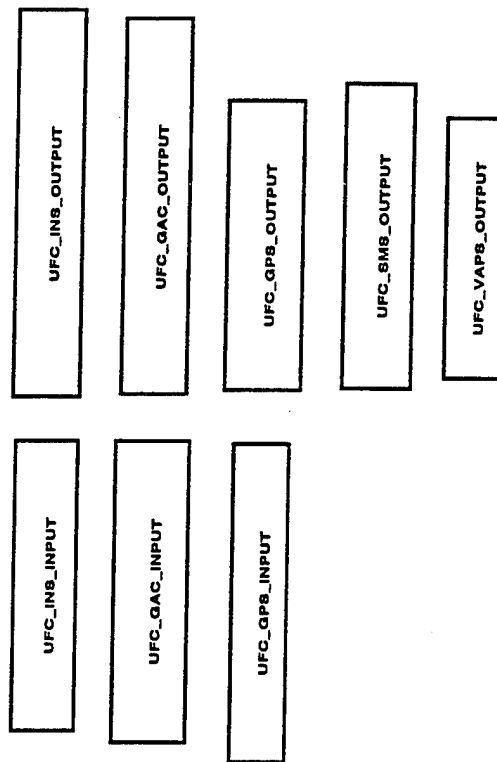 UFC_INS_OUTPUT
UFC_GAC_OUTPUT
UFC_GPS_OUTPUT
UFC_SMS_OUTPUT
UFC_VAPS_OUTPUT
UFC_INS_INPUT
UFC_GAC_INPUT
UFC_GPS_INPUT